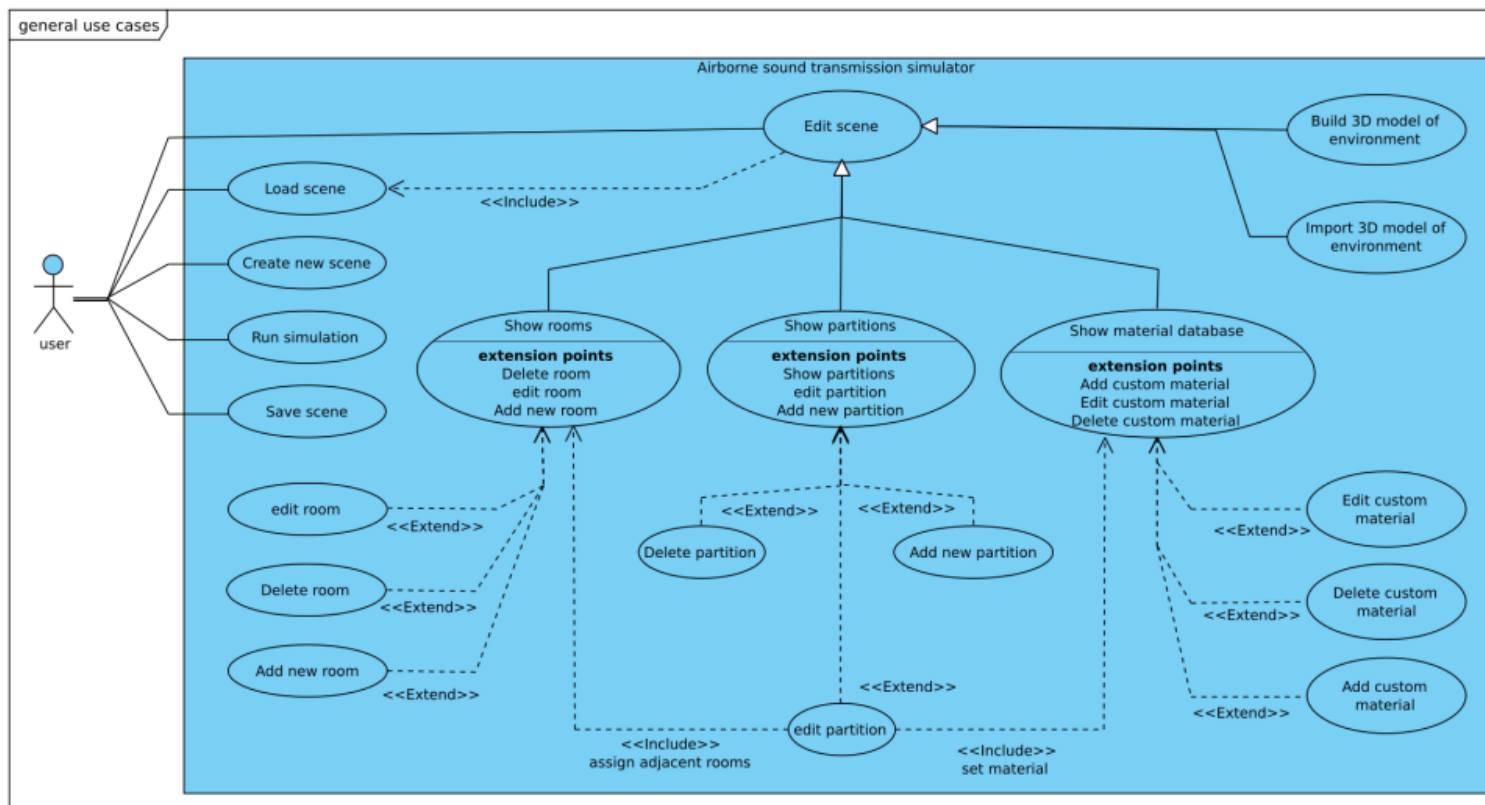 general use cases
Airborne sound transmission simulator
Edit scene
Build 3D model of
environment
Load scene
<<Include>>
Import 3D model of
environment
Create new scene
user
Run simulation
Save scene
Show rooms
extension points
Delete room
edit room
Add new room
Show partitions
extension points
Show partitions
edit partition
Add new partition
Show material database
extension points
Add custom material
Edit custom material
Delete custom material
edit room
<<Extend>>
Delete room
<<Extend>>
Add new room
<<Extend>>
<<Extend>>
<<Extend>>
Delete partition
Add new partition
<<Extend>>
edit partition
<<Include>>
assign adjacent rooms
<<Include>>
set material
Edit custom
material
<<Extend>>
Delete custom
material
<<Extend>>
Add custom
material
<<Extend>>